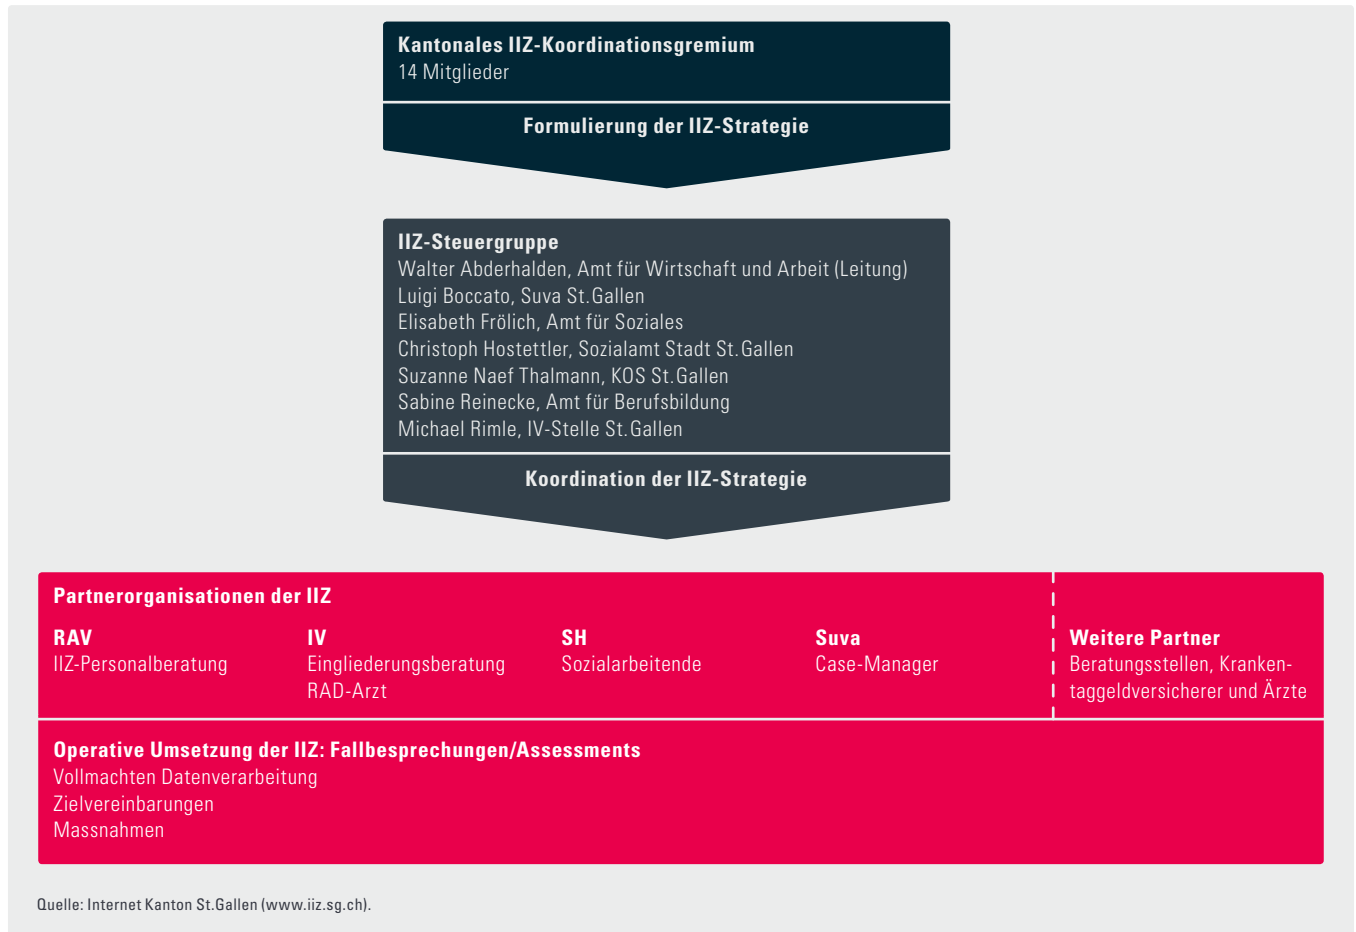 Kantonales IIZ-Koordinationsgremium
14 Mitglieder
Formulierung der IIZ-Strategie
IIZ-Steuergruppe
Walter Abderhalden, Amt für Wirtschaft und Arbeit (Leitung)
Luigi Boccato, Suva St.Gallen
Elisabeth Frölich, Amt für Soziales
Christoph Hostettler, Sozialamt Stadt St.Gallen
Suzanne Naef Thalmann, KOS St.Gallen
Sabine Reinecke, Amt für Berufsbildung
Michael Rimle, IV-Stelle St.Gallen
Koordination der IIZ-Strategie
Partnerorganisationen der IIZ
RAV
IIZ-Personalberatung
IV
Eingliederungsberatung
RAD-Arzt
SH
Sozialarbeitende
Suva
Case-Manager
Weitere Partner
Beratungsstellen, Kranken-
taggeldversicherer und Ärzte
Operative Umsetzung der IIZ: Fallbesprechungen/Assessments
Vollmachten Datenverarbeitung
Zielvereinbarungen
Massnahmen
Quelle: Internet Kanton St.Gallen (www.iiz.sg.ch).